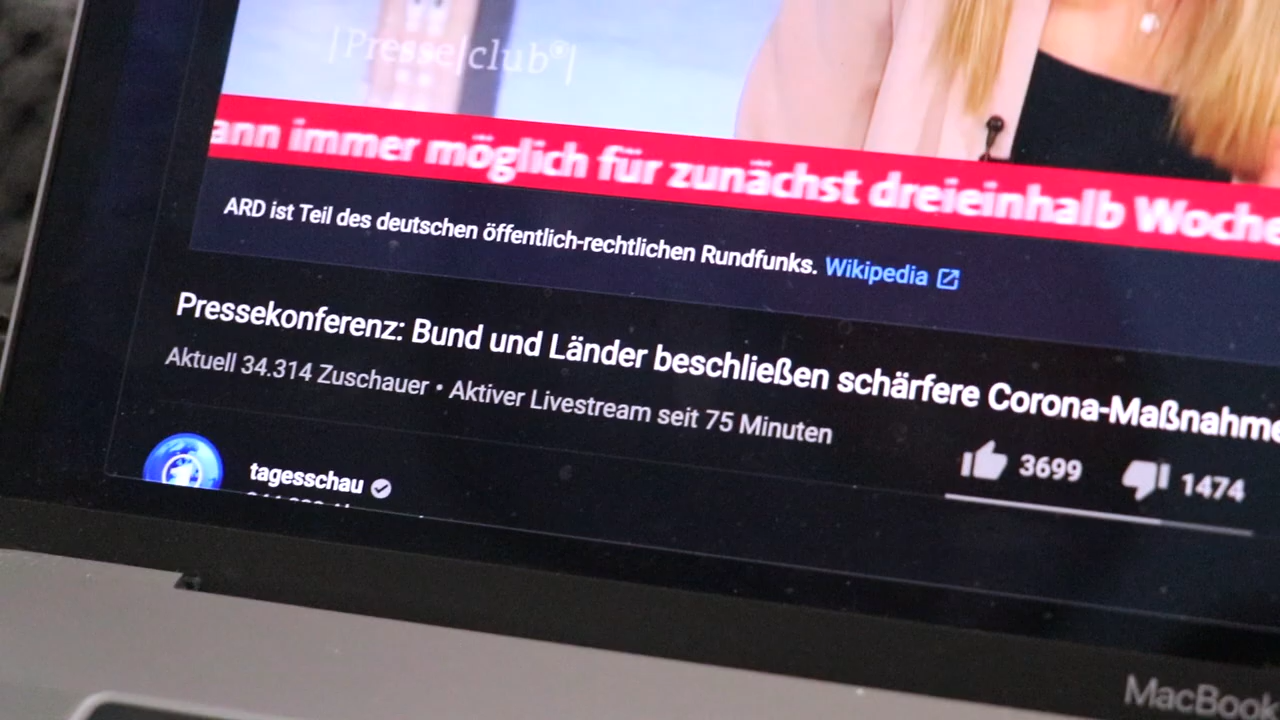 |Presse|club®|
ann immer möglich für zunächst dreieinhalb Woche
ARD ist Teil des deutschen öffentlich-rechtlichen Rundfunks. Wikipedia
Pressekonferenz: Bund und Länder beschließen schärfere Corona-Maßnahme
Aktuell 34.314 Zuschauer • Aktiver Livestream seit 75 Minuten
3699 1474
tagesschau
MacBook